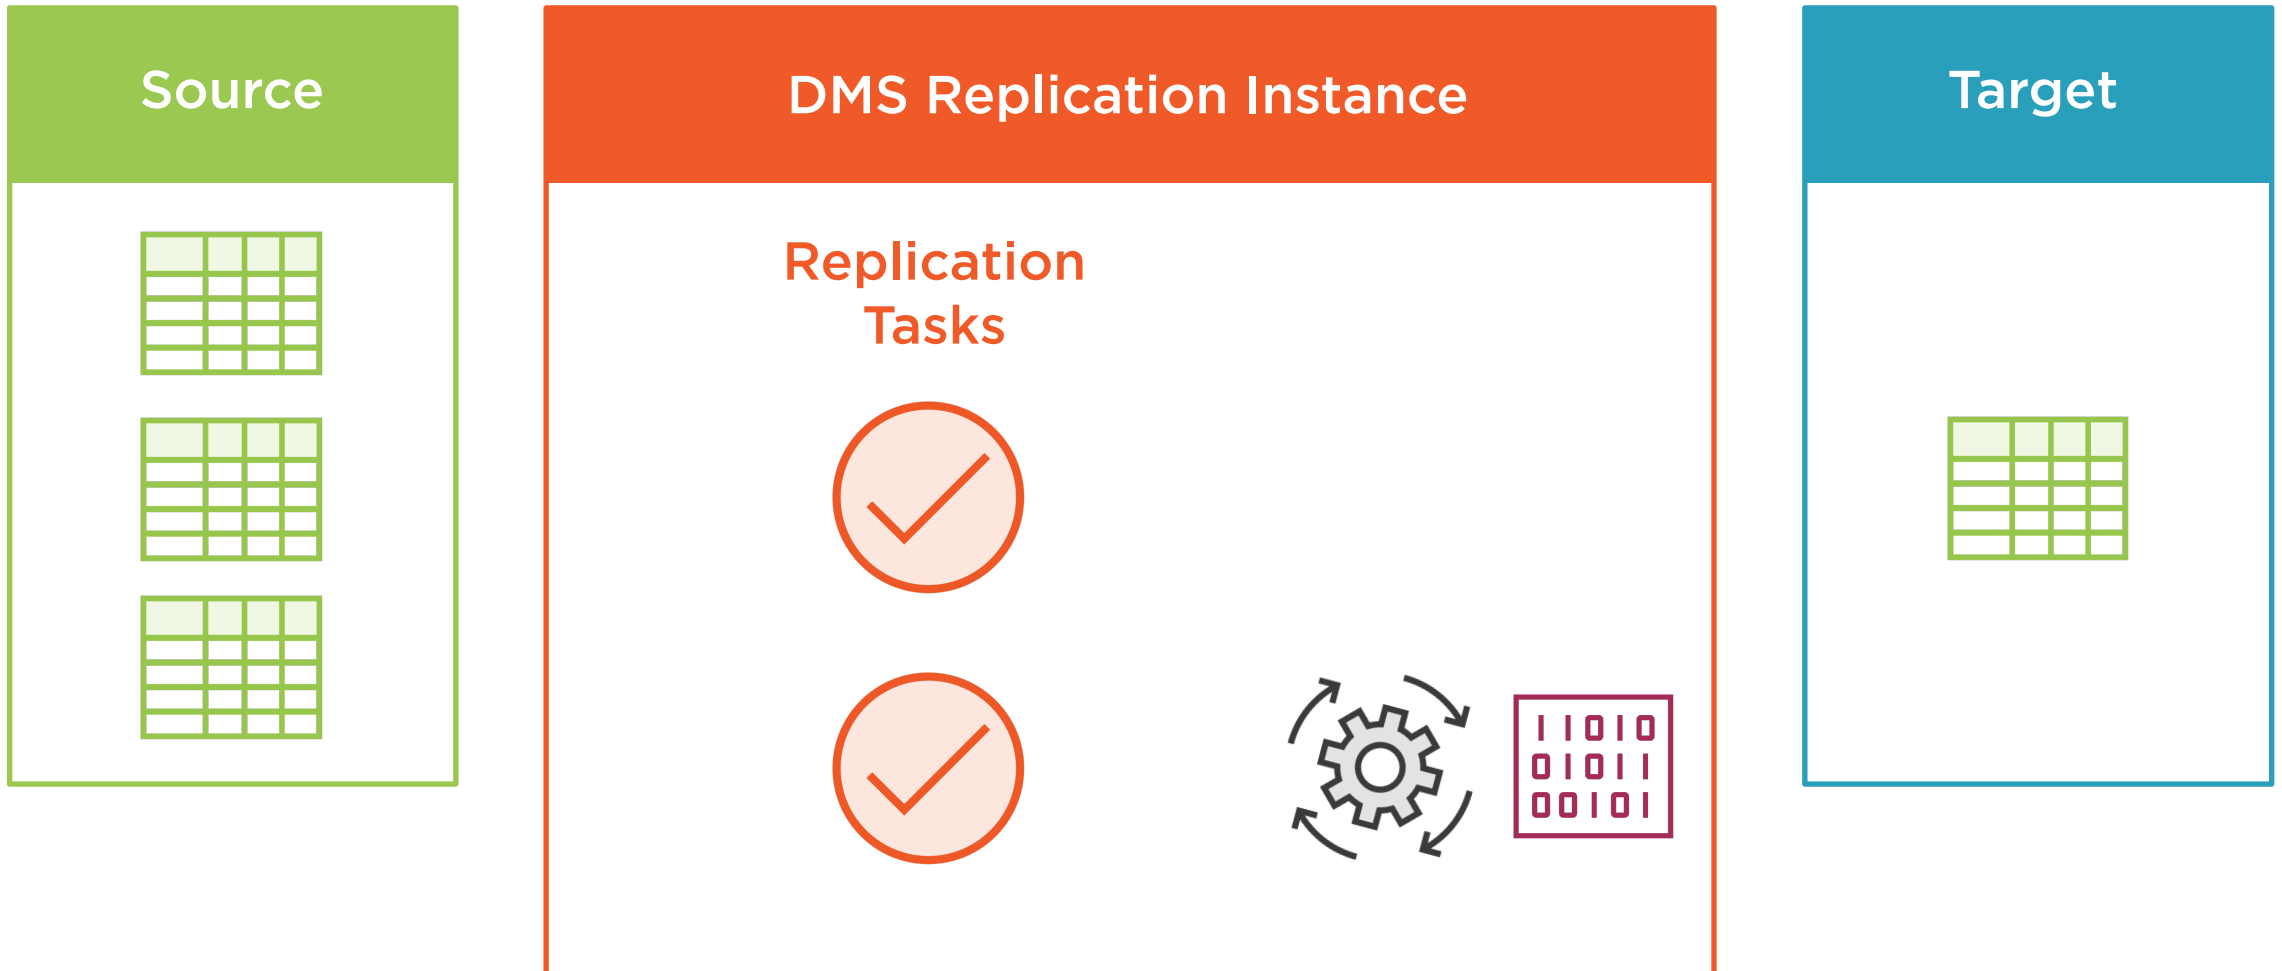 Source
DMS Replication Instance
Target
Replication
Tasks
11010
01011
00101